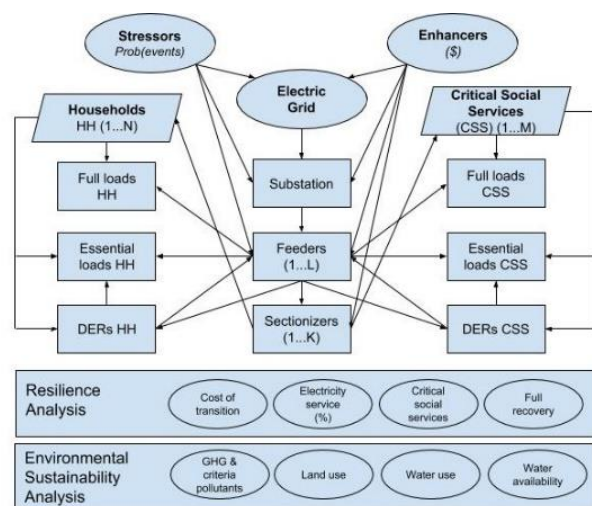 Stressors
Prob(events)
Enhancers
($)
Electric
Grid
Households
HH (1...N)
Critical Social
Services
(CSS) (1...M)
Full loads
HH
Substation
Full loads
CSS
Essential
loads HH
Feeders
(1...L)
Essential
loads CSS
DERs HH
Sectionizers
(1...K)
DERs CSS
Resilience
Analysis
Cost of
transition
Electricity
service
(%)
Critical
social
services
Full
recovery
Environmental
Sustainability
Analysis
GHG &
criteria
pollutants
Land use
Water use
Water
availability